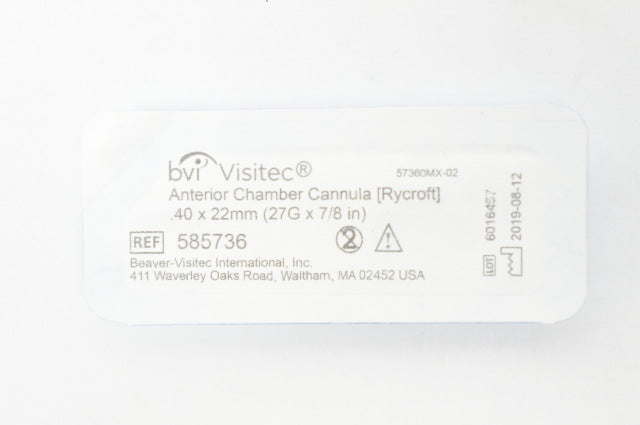 bvi Visitec®
57360MX-02
Anterior Chamber Cannula [Rycroft]
.40 x 22mm (27G x 7/8 in)
REF 585736
2
Beaver-Visitec International, Inc.
411 Waverley Oaks Road, Waltham, MA 02452 USA
LOT 6016457
2019-08-12